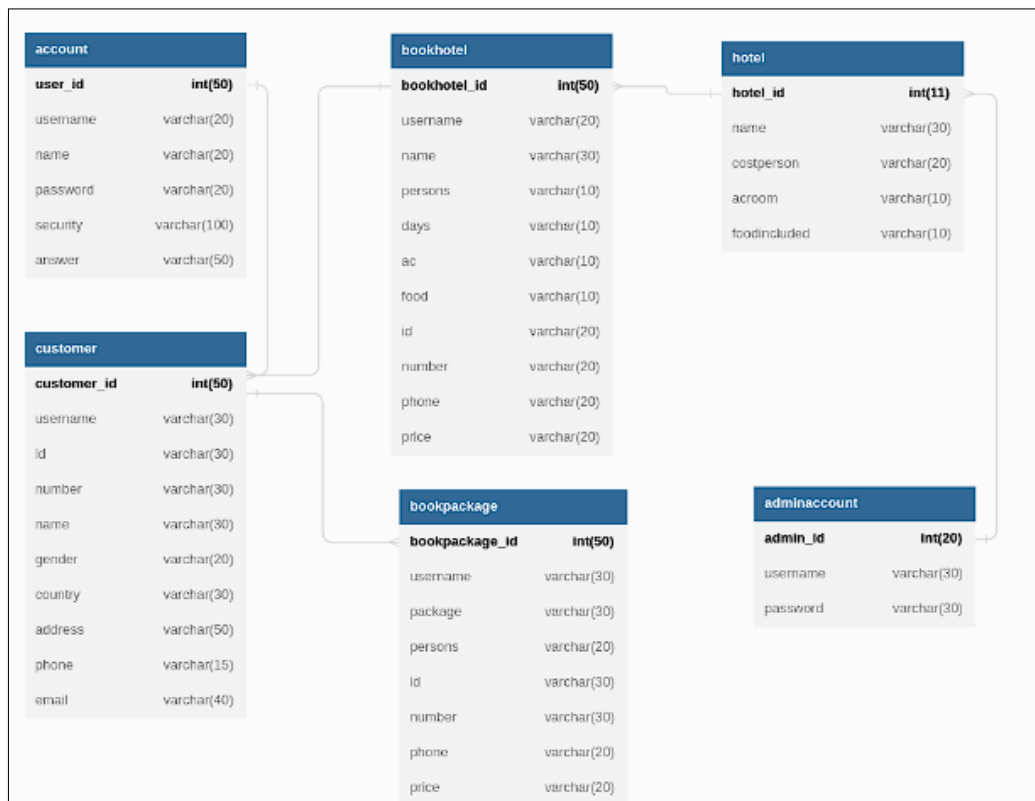 account
user_id int(50)
username varchar(20)
name varchar(20)
password varchar(20)
security varchar(100)
answer varchar(50)
customer
customer_id int(50)
username varchar(30)
id varchar(30)
number varchar(30)
name varchar(30)
gender varchar(20)
country varchar(30)
address varchar(50)
phone varchar(15)
email varchar(40)
bookhotel
bookhotel_id int(50)
username varchar(20)
name varchar(30)
persons varchar(10)
days varchar(10)
ac varchar(10)
food varchar(10)
id varchar(20)
number varchar(20)
phone varchar(20)
price varchar(20)
bookpackage
bookpackage_id int(50)
username varchar(30)
package varchar(30)
persons varchar(20)
id varchar(30)
number varchar(30)
phone varchar(20)
price varchar(20)
hotel
hotel_id int(11)
name varchar(30)
costperson varchar(20)
acroom varchar(10)
foodincluded varchar(10)
adminaccount
admin_id int(20)
username varchar(30)
password varchar(30)